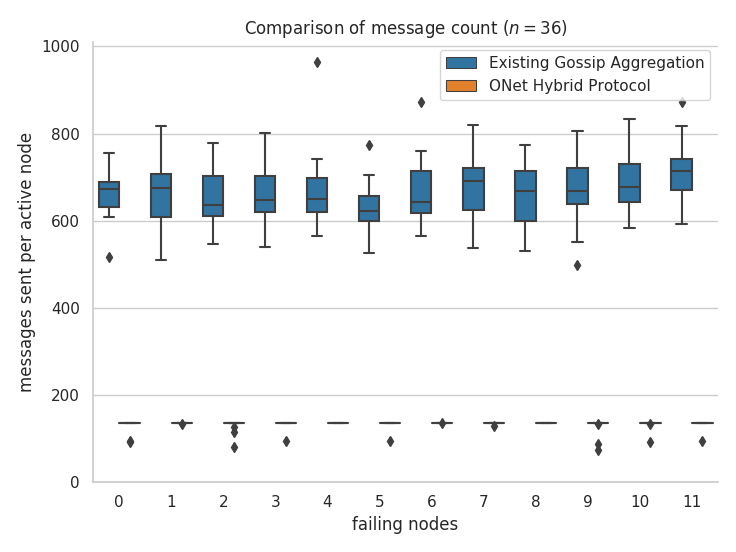 Comparison of message count (n = 36)
Existing Gossip Aggregation
ONet Hybrid Protocol
messages sent per active node
1000
800
600
400
200
0
0 1 2 3 4 5 6 7 8 9 10 11
failing nodes